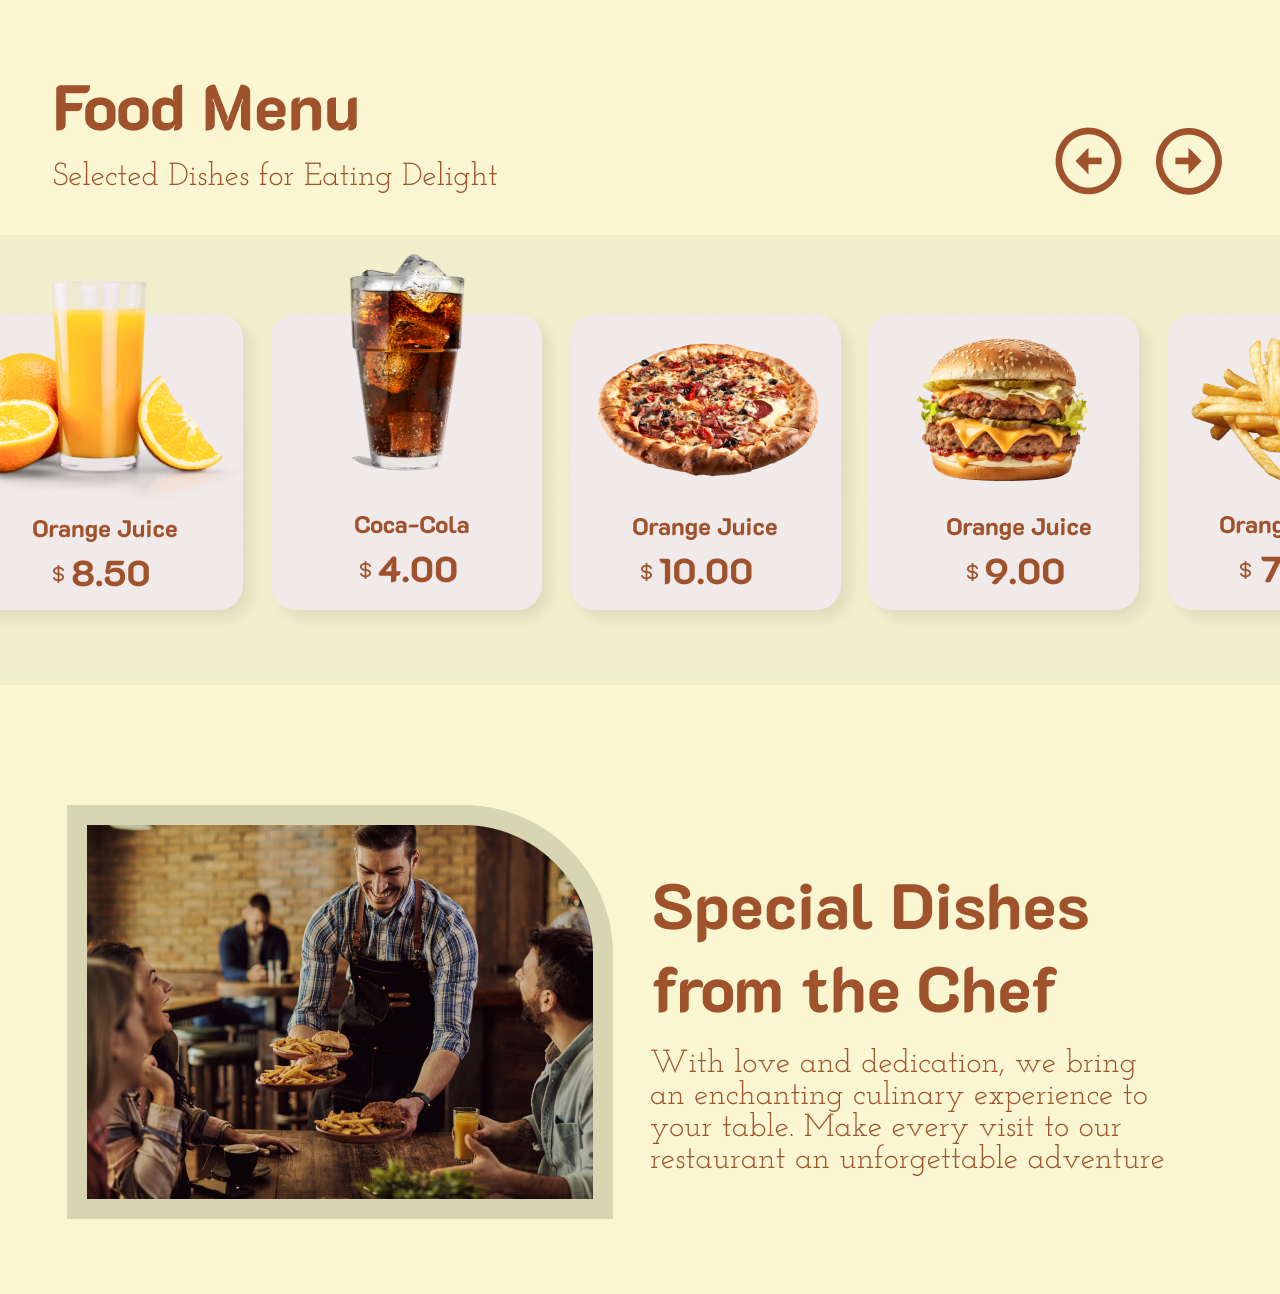 Food Menu
Selected Dishes for Eating Delight
Orange Juice
$ 8.50
Coca-Cola
$ 4.00
Orange Juice
$ 10.00
Orange Juice
$ 9.00
Orang
$ 7
Special Dishes
from the Chef
With love and dedication, we bring
an enchanting culinary experience to
your table. Make every visit to our
restaurant an unforgettable adventure